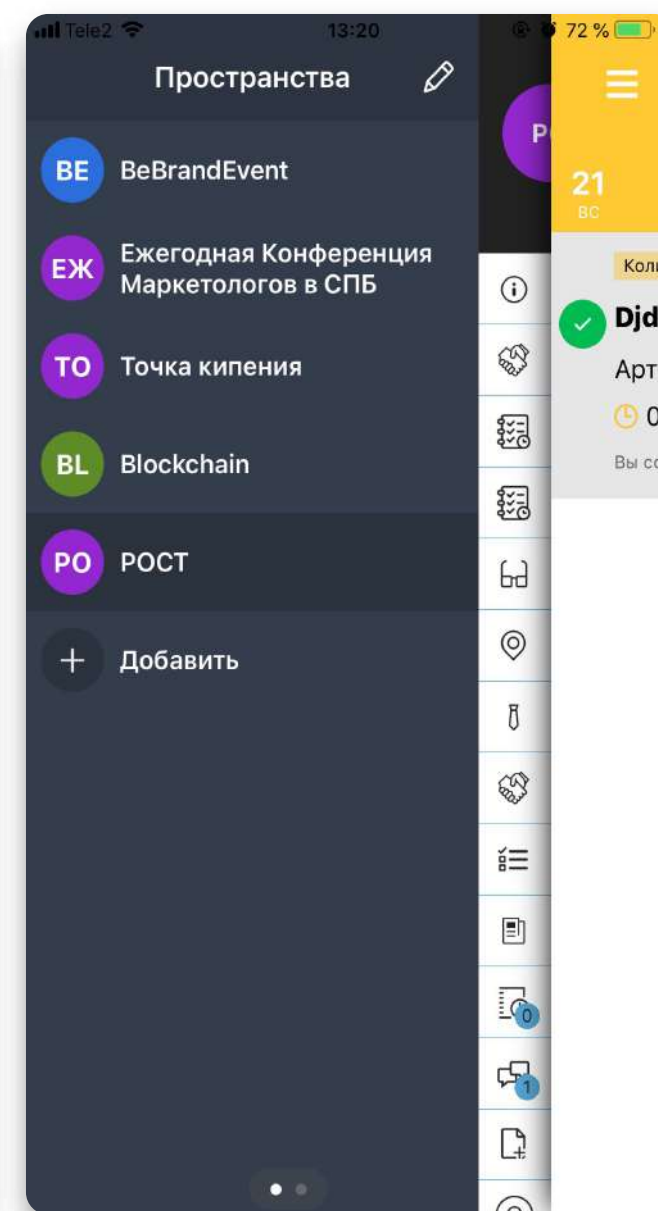 Tele2
13:20
72 %
Пространства
BE
BeBrandEvent
ЕЖ
Ежегодная Конференция
Маркетологов в СПБ
ТО
Точка кипения
BL
Blockchain
РО
РОСТ
+
Добавить
0
1
21
ВС
Djd